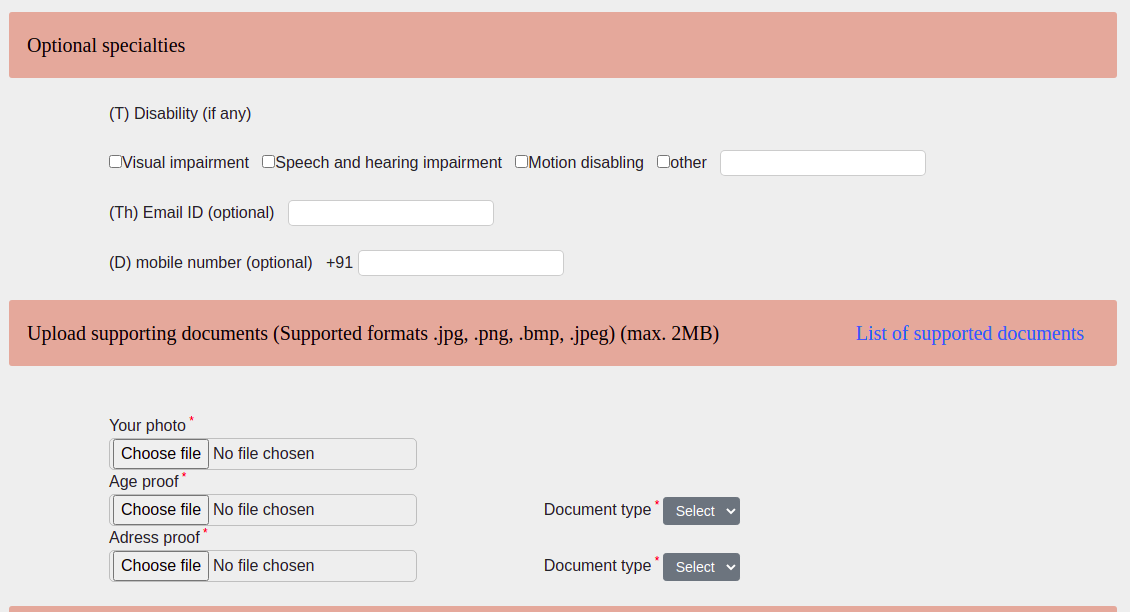 Optional specialties
(T) Disability (if any)
Visual impairment Speech and hearing impairment Motion disabling other
(Th) Email ID (optional)
(D) mobile number (optional) +91
Upload supporting documents (Supported formats .jpg, .png, .bmp, .jpeg) (max. 2MB) List of supported documents
Your photo *
Choose file No file chosen
Age proof *
Choose file No file chosen Document type * Select
Adress proof *
Choose file No file chosen Document type * Select